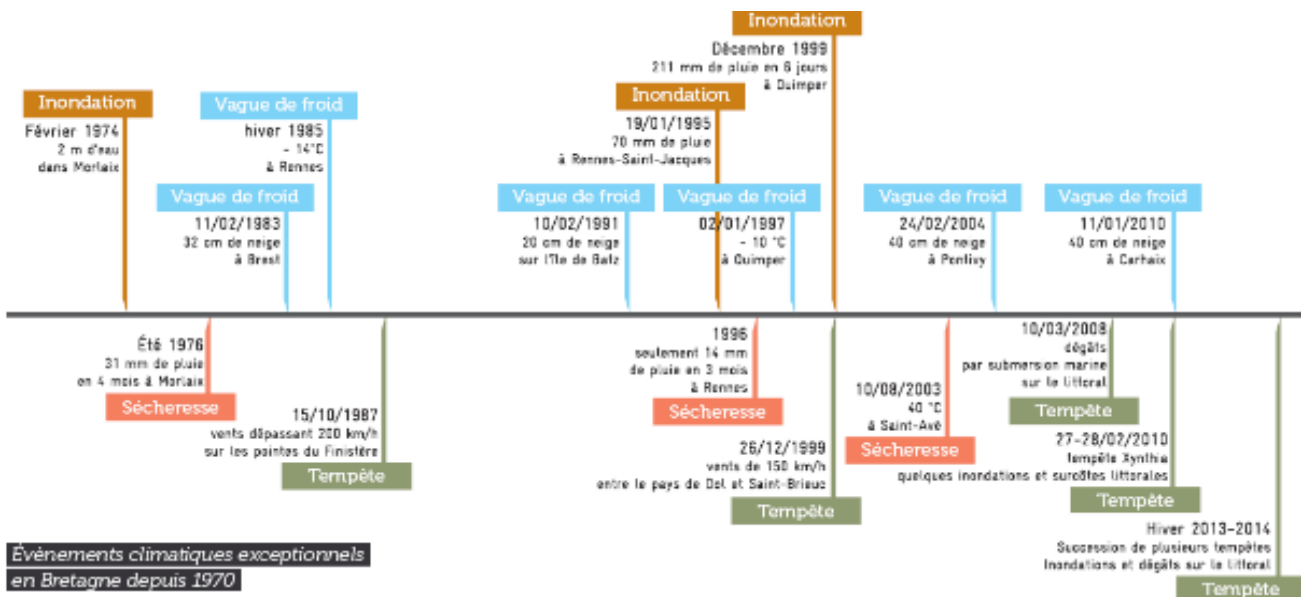 Inondation
Décembre 1999
211 mm de pluie en 6 jours
à Quimper
Inondation
Février 1974
2 m d'eau
dans Morlaix
Vague de froid
hiver 1985
- 14°C
à Rennes
Inondation
19/01/1995
70 mm de pluie
à Rennes-Saint-Jacques
Vague de froid
11/02/1983
32 cm de neige
à Brest
Vague de froid
10/02/1991
20 cm de neige
sur l'île de Batz
Vague de froid
02/01/1997
- 10 °C
à Quimper
Vague de froid
24/02/2004
40 cm de neige
à Pontivy
Vague de froid
11/01/2010
40 cm de neige
à Carhaix
Été 1976
31 mm de pluie
en 4 mois à Morlaix
Sécheresse
15/10/1987
vents dépassant 200 km/h
sur les pointes du Finistère
Tempête
1996
seulement 14 mm
de pluie en 3 mois
à Rennes
Sécheresse
26/12/1999
vents de 150 km/h
entre le pays de Dol et Saint-Brieuc
Tempête
10/08/2003
40 °C
à Saint-Avé
Sécheresse
10/03/2008
dégâts
par submersion marine
sur le littoral
Tempête
27-28/02/2010
tempête Xynthia
quelques inondations et surcôtes littorales
Tempête
Hiver 2013-2014
Succession de plusieurs tempêtes
Inondations et dégâts sur le littoral
Tempête
Évènements climatiques exceptionnels
en Bretagne depuis 1970